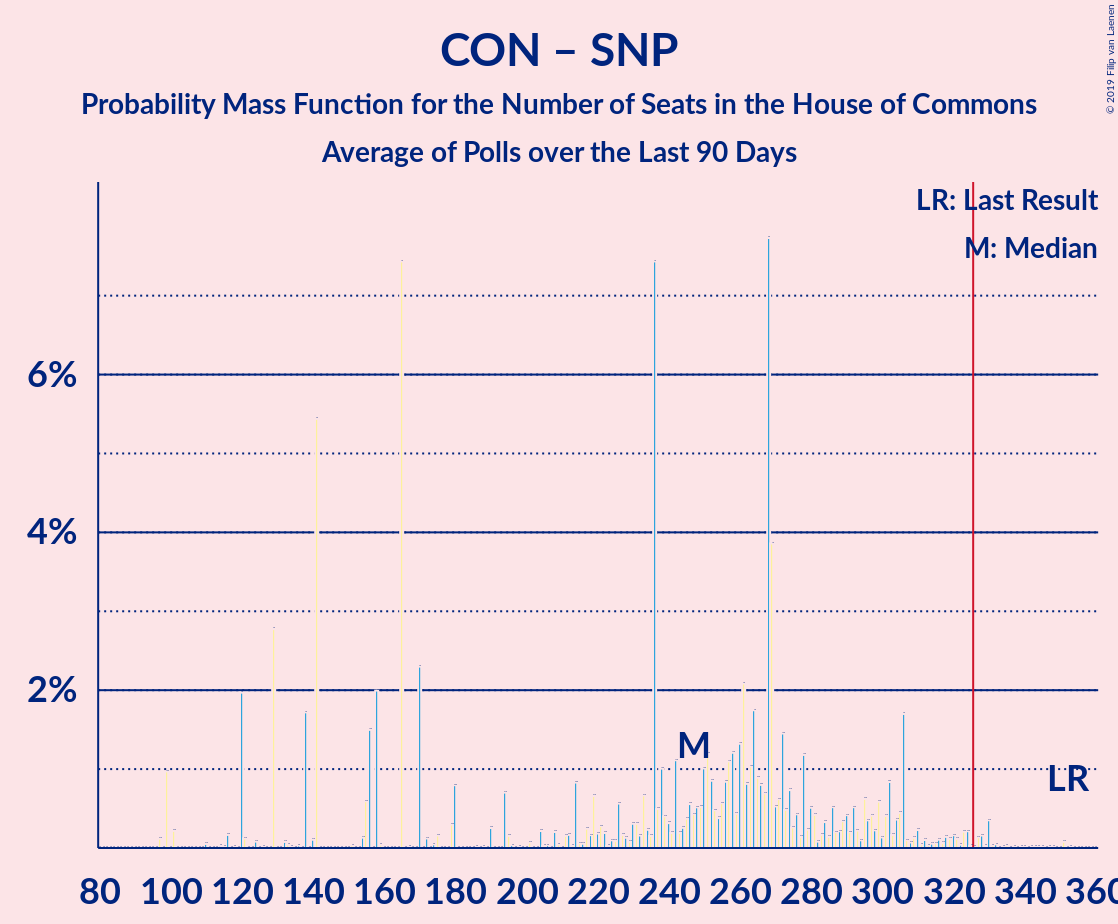 CON – SNP
Probability Mass Function for the Number of Seats in the House of Commons
Average of Polls over the Last 90 Days
© 2019 Filip van Laenen
LR: Last Result
M: Median
6%
4%
2%
M
LR
80 100 120 140 160 180 200 220 240 260 280 300 320 340 360